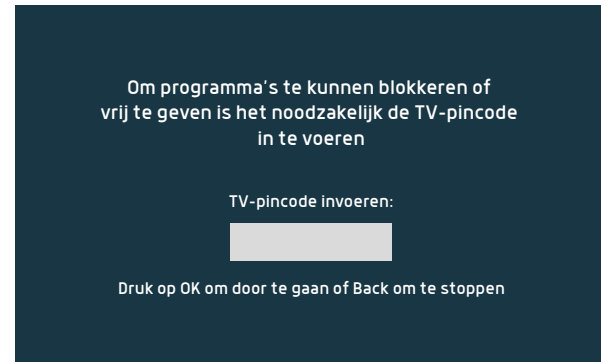 Om programma's te kunnen blokkeren of
vrij te geven is het noodzakelijk de TV-pincode
in te voeren
TV-pincode invoeren:
Druk op OK om door te gaan of Back om te stoppen